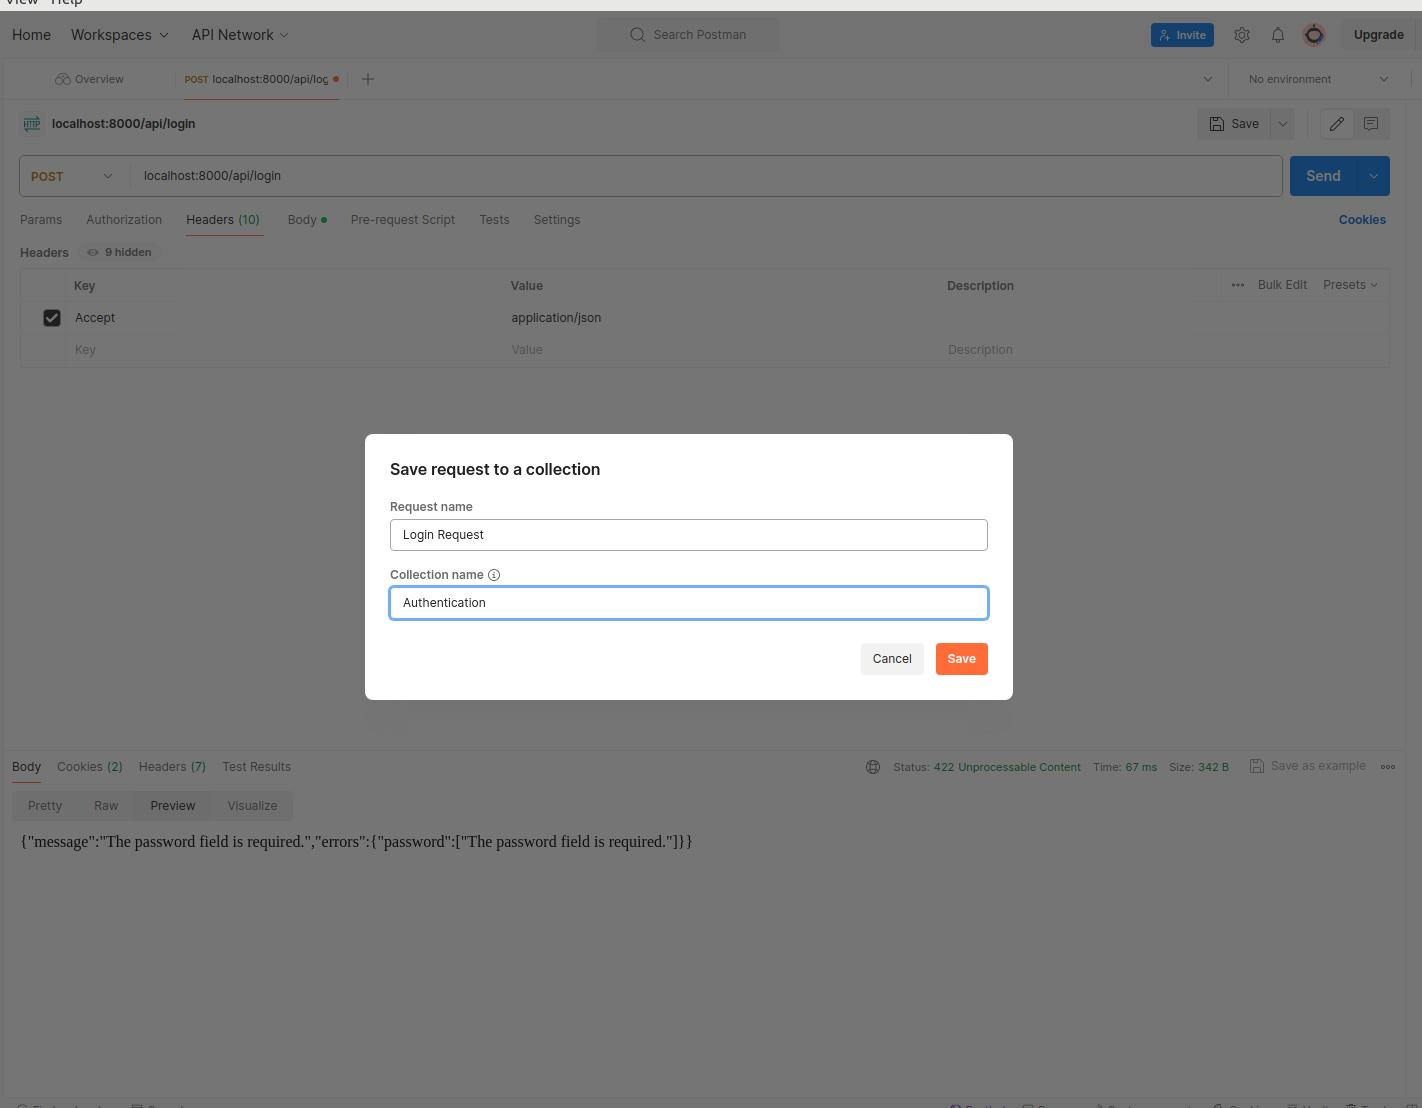 View Help
Home Workspaces API Network Search Postman Invite Upgrade
Overview POST localhost:8000/api/log No environment
HTTP localhost:8000/api/login Save
POST localhost:8000/api/login Send
Params Authorization Headers (10) Body Pre-request Script Tests Settings Cookies
Headers 9 hidden
Key Value Description Bulk Edit Presets
Accept application/json
Key Value Description
Save request to a collection
Request name
Login Request
Collection name
Authentication
Cancel Save
Body Cookies (2) Headers (7) Test Results Status: 422 Unprocessable Content Time: 67 ms Size: 342 B Save as example
Pretty Raw Preview Visualize
{"message":"The password field is required.","errors":{"password":["The password field is required."]}}